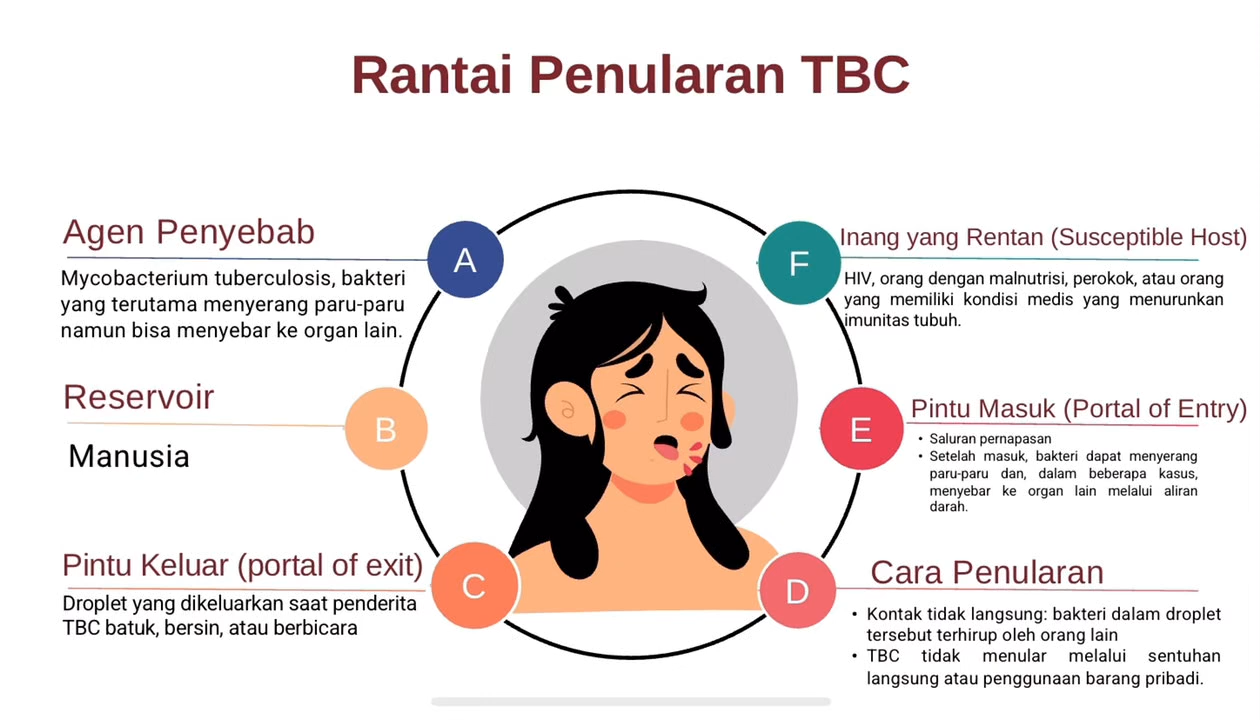 Rantai Penularan TBC
Agen Penyebab
A
Mycobacterium tuberculosis, bakteri
yang terutama menyerang paru-paru
namun bisa menyebar ke organ lain.
Reservoir
B
Manusia
Pintu Keluar (portal of exit)
C
Droplet yang dikeluarkan saat penderita
TBC batuk, bersin, atau berbicara
F
Inang yang Rentan (Susceptible Host)
HIV, orang dengan malnutrisi, perokok, atau orang
yang memiliki kondisi medis yang menurunkan
imunitas tubuh.
E
Pintu Masuk (Portal of Entry)
• Saluran pernapasan
• Setelah masuk, bakteri dapat menyerang
paru-paru dan, dalam beberapa kasus,
menyebar ke organ lain melalui aliran
darah.
D
Cara Penularan
• Kontak tidak langsung: bakteri dalam droplet
tersebut terhirup oleh orang lain
• TBC tidak menular melalui sentuhan
langsung atau penggunaan barang pribadi.